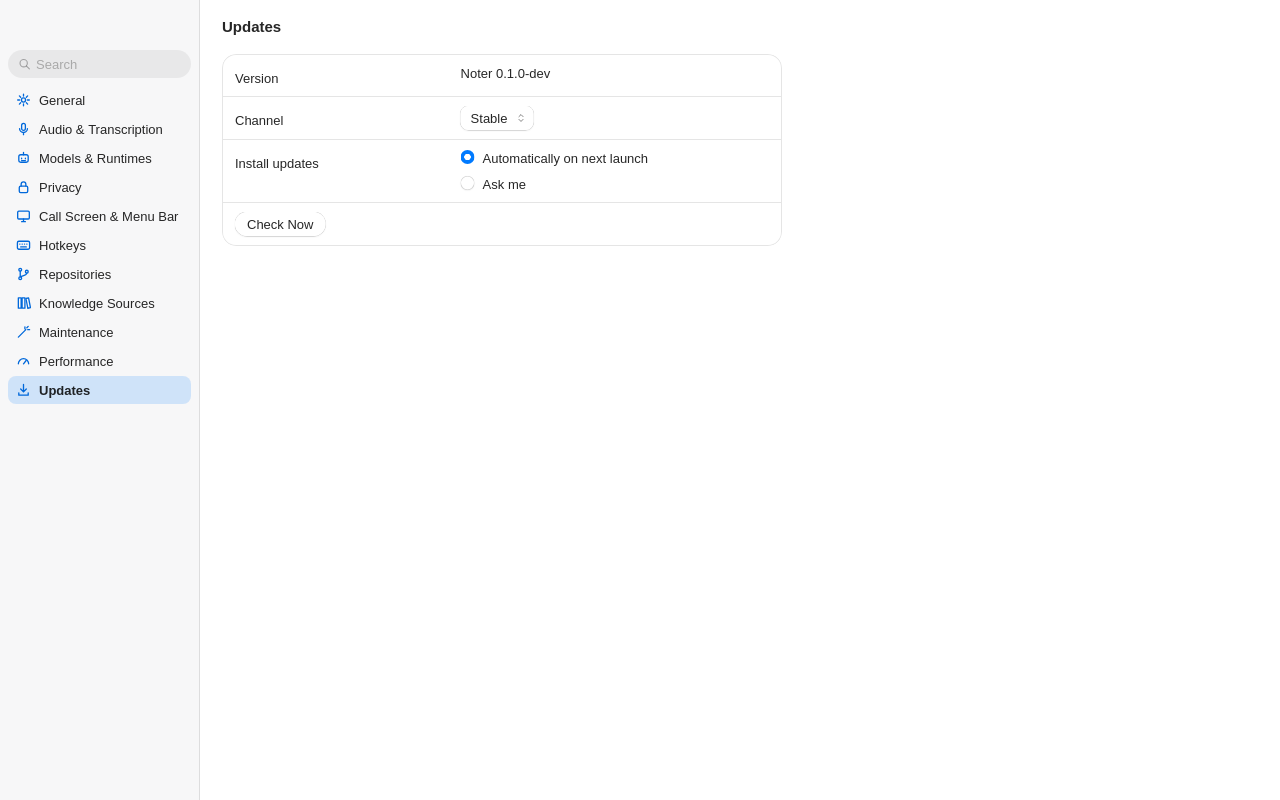 Updates
Search
General
Audio & Transcription
Models & Runtimes
Privacy
Call Screen & Menu Bar
Hotkeys
Repositories
Knowledge Sources
Maintenance
Performance
Updates
Version
Noter 0.1.0-dev
Channel
Stable
Install updates
Automatically on next launch
Ask me
Check Now